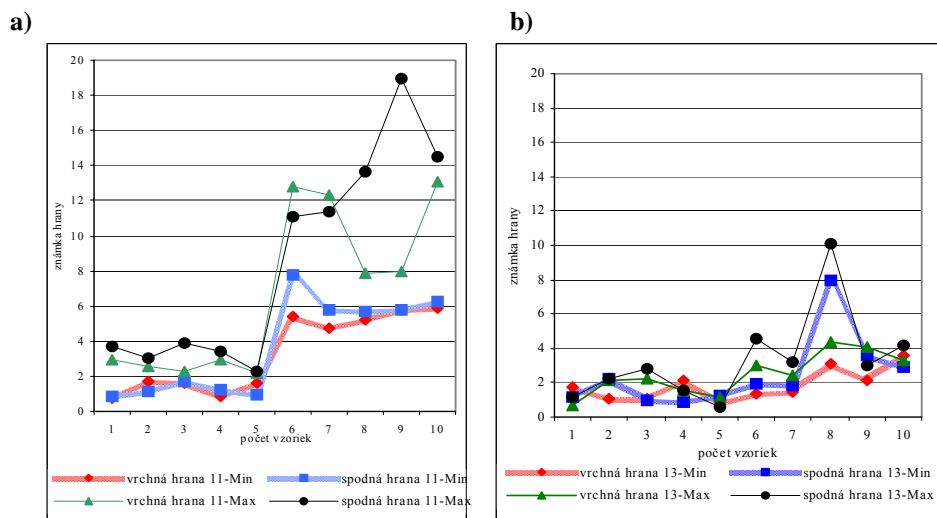 a)
20
18
16
14
12
10
8
6
4
2
0
známka hrany
1 2 3 4 5 6 7 8 9 10
počet vzoriek
vrchná hrana 11-Min spodná hrana 11-Min
vrchná hrana 11-Max spodná hrana 11-Max
b)
20
18
16
14
12
10
8
6
4
2
0
známka hrany
1 2 3 4 5 6 7 8 9 10
počet vzoriek
vrchná hrana 13-Min spodná hrana 13-Min
vrchná hrana 13-Max spodná hrana 13-Max